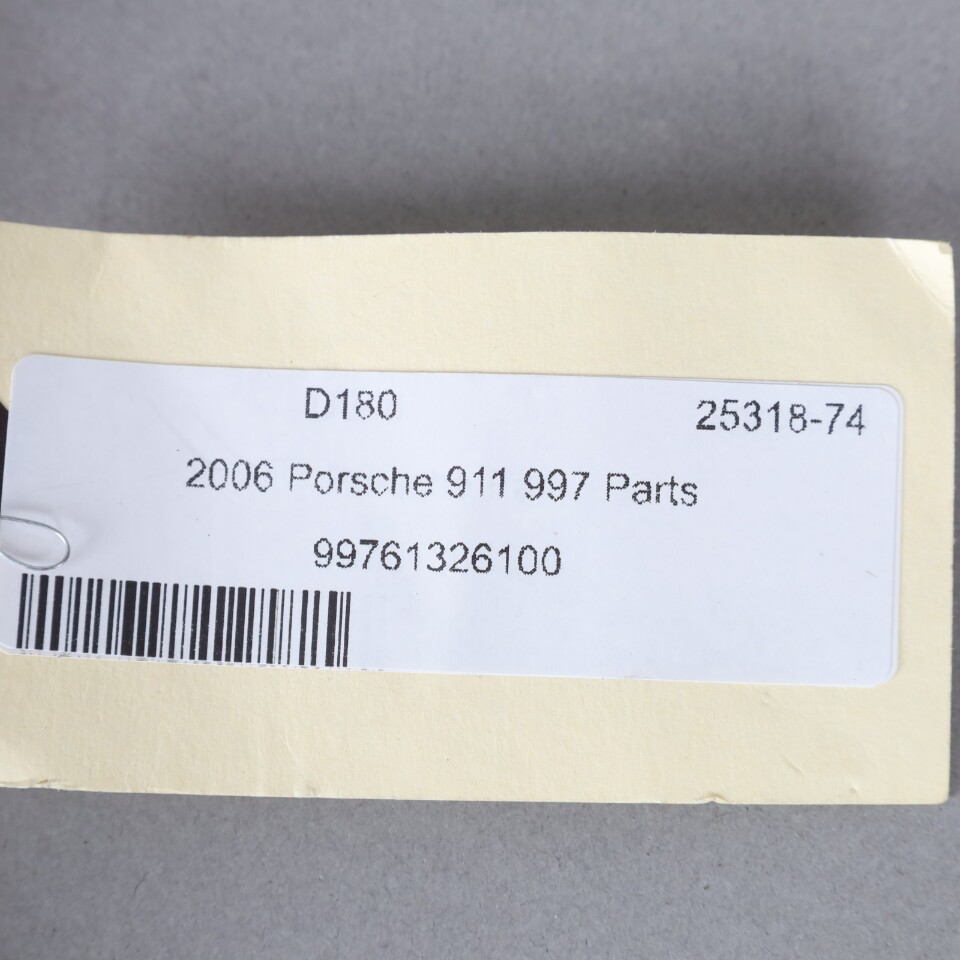 D180 25318-74
2006 Porsche 911 997 Parts
99761326100